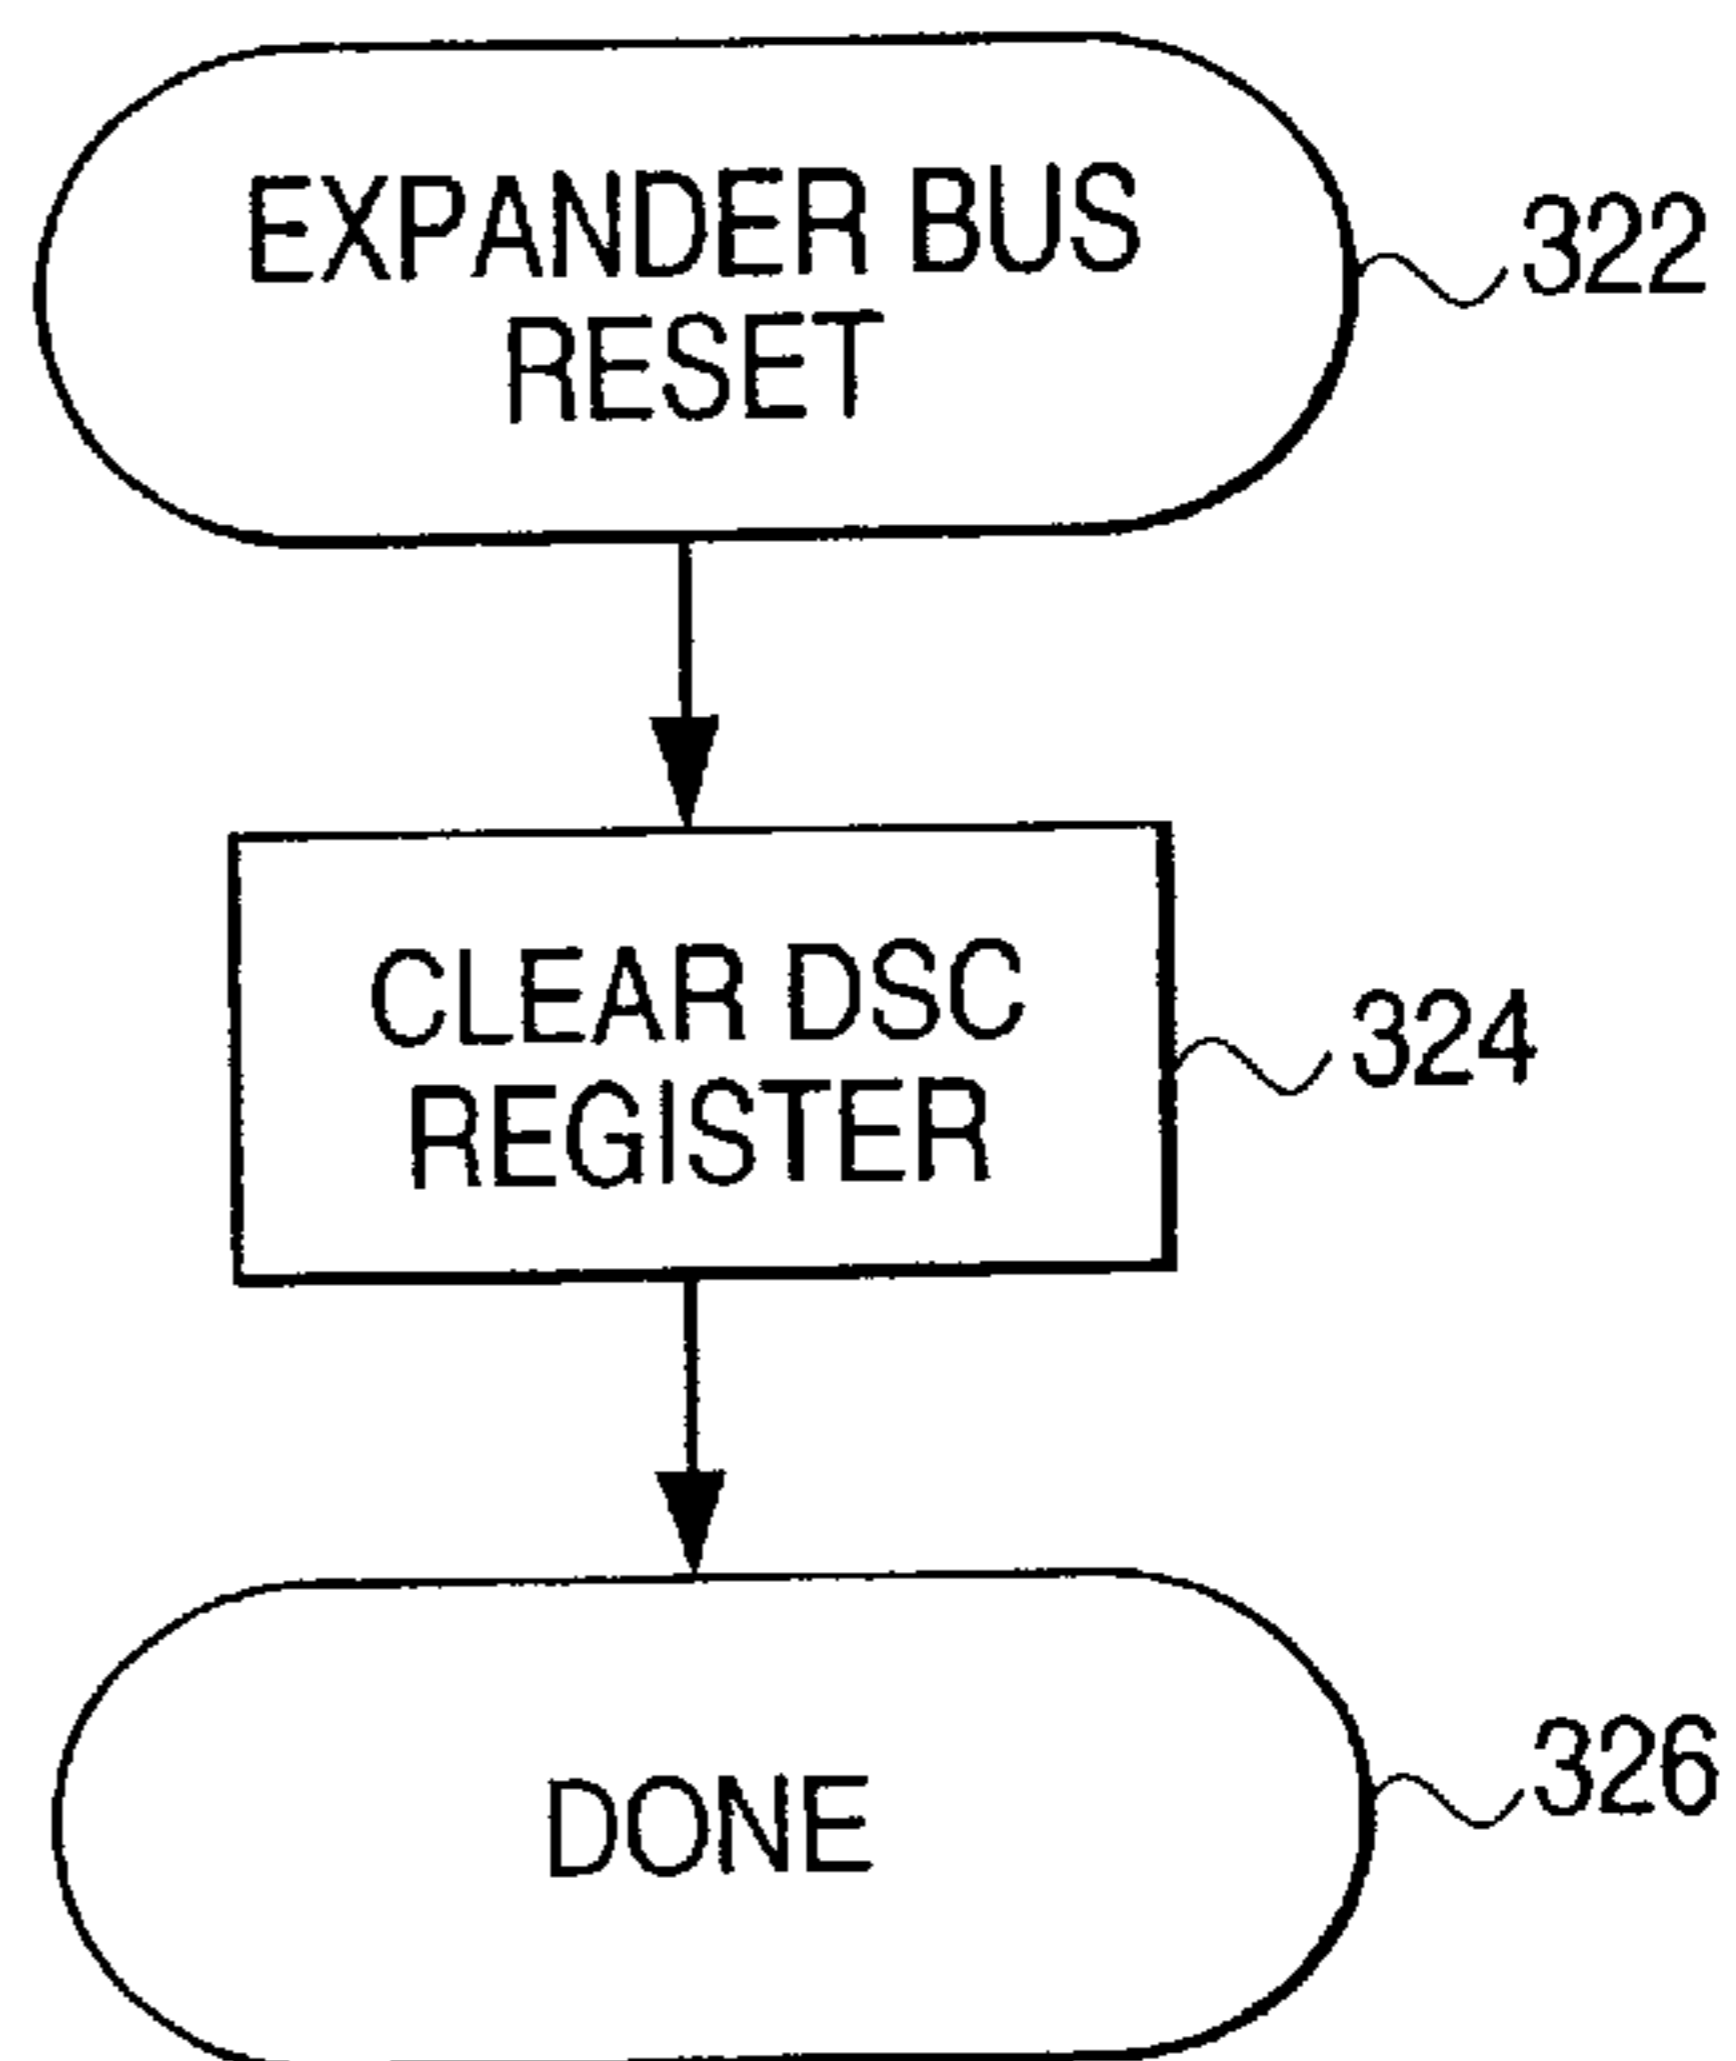 EXPANDER BUS
RESET
322
CLEAR DSC
REGISTER
324
DONE
326